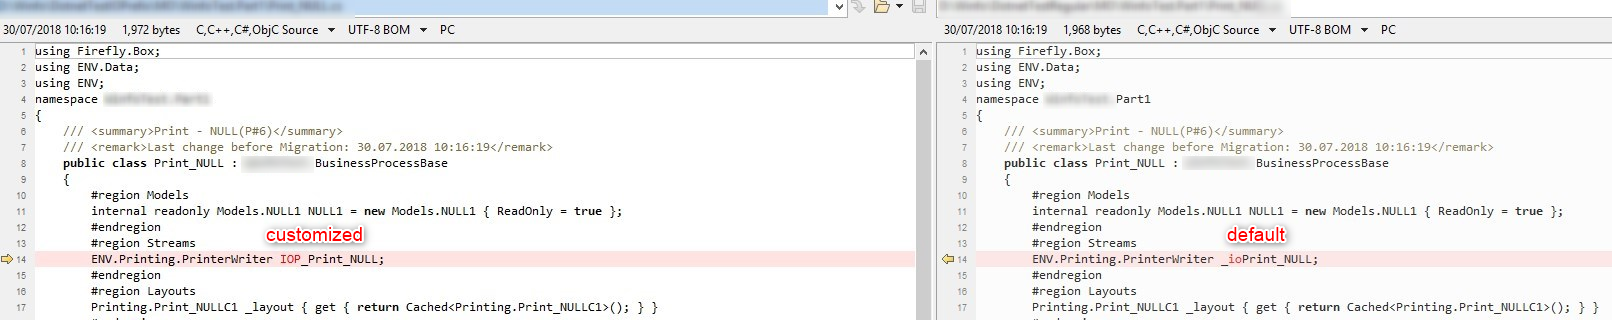 30/07/2018 10:16:19 1,972 bytes C,C++,C#,ObjC Source UTF-8 BOM PC
1 using Firefly.Box;
2 using ENV.Data;
3 using ENV;
4 namespace
5 {
6 /// <summary>Print - NULL(P#6)</summary>
7 /// <remark>Last change before Migration: 30.07.2018 10:16:19</remark>
8 public class Print_NULL : BusinessProcessBase
9 {
10 #region Models
11 internal readonly Models.NULL1 NULL1 = new Models.NULL1 { ReadOnly = true };
12 #endregion
13 #region Streams
customized
14 ENV.Printing.PrinterWriter IOP_Print_NULL;
15 #endregion
16 #region Layouts
17 Printing.Print_NULLC1 _layout { get { return Cached<Printing.Print_NULLC1>(); } }
30/07/2018 10:16:19 1,968 bytes C,C++,C#,ObjC Source UTF-8 BOM PC
1 using Firefly.Box;
2 using ENV.Data;
3 using ENV;
4 namespace Part1
5 {
6 /// <summary>Print - NULL(P#6)</summary>
7 /// <remark>Last change before Migration: 30.07.2018 10:16:19</remark>
8 public class Print_NULL : BusinessProcessBase
9 {
10 #region Models
11 internal readonly Models.NULL1 NULL1 = new Models.NULL1 { ReadOnly = true };
12 #endregion
13 #region Streams
default
14 ENV.Printing.PrinterWriter _ioPrint_NULL;
15 #endregion
16 #region Layouts
17 Printing.Print_NULLC1 _layout { get { return Cached<Printing.Print_NULLC1>(); } }